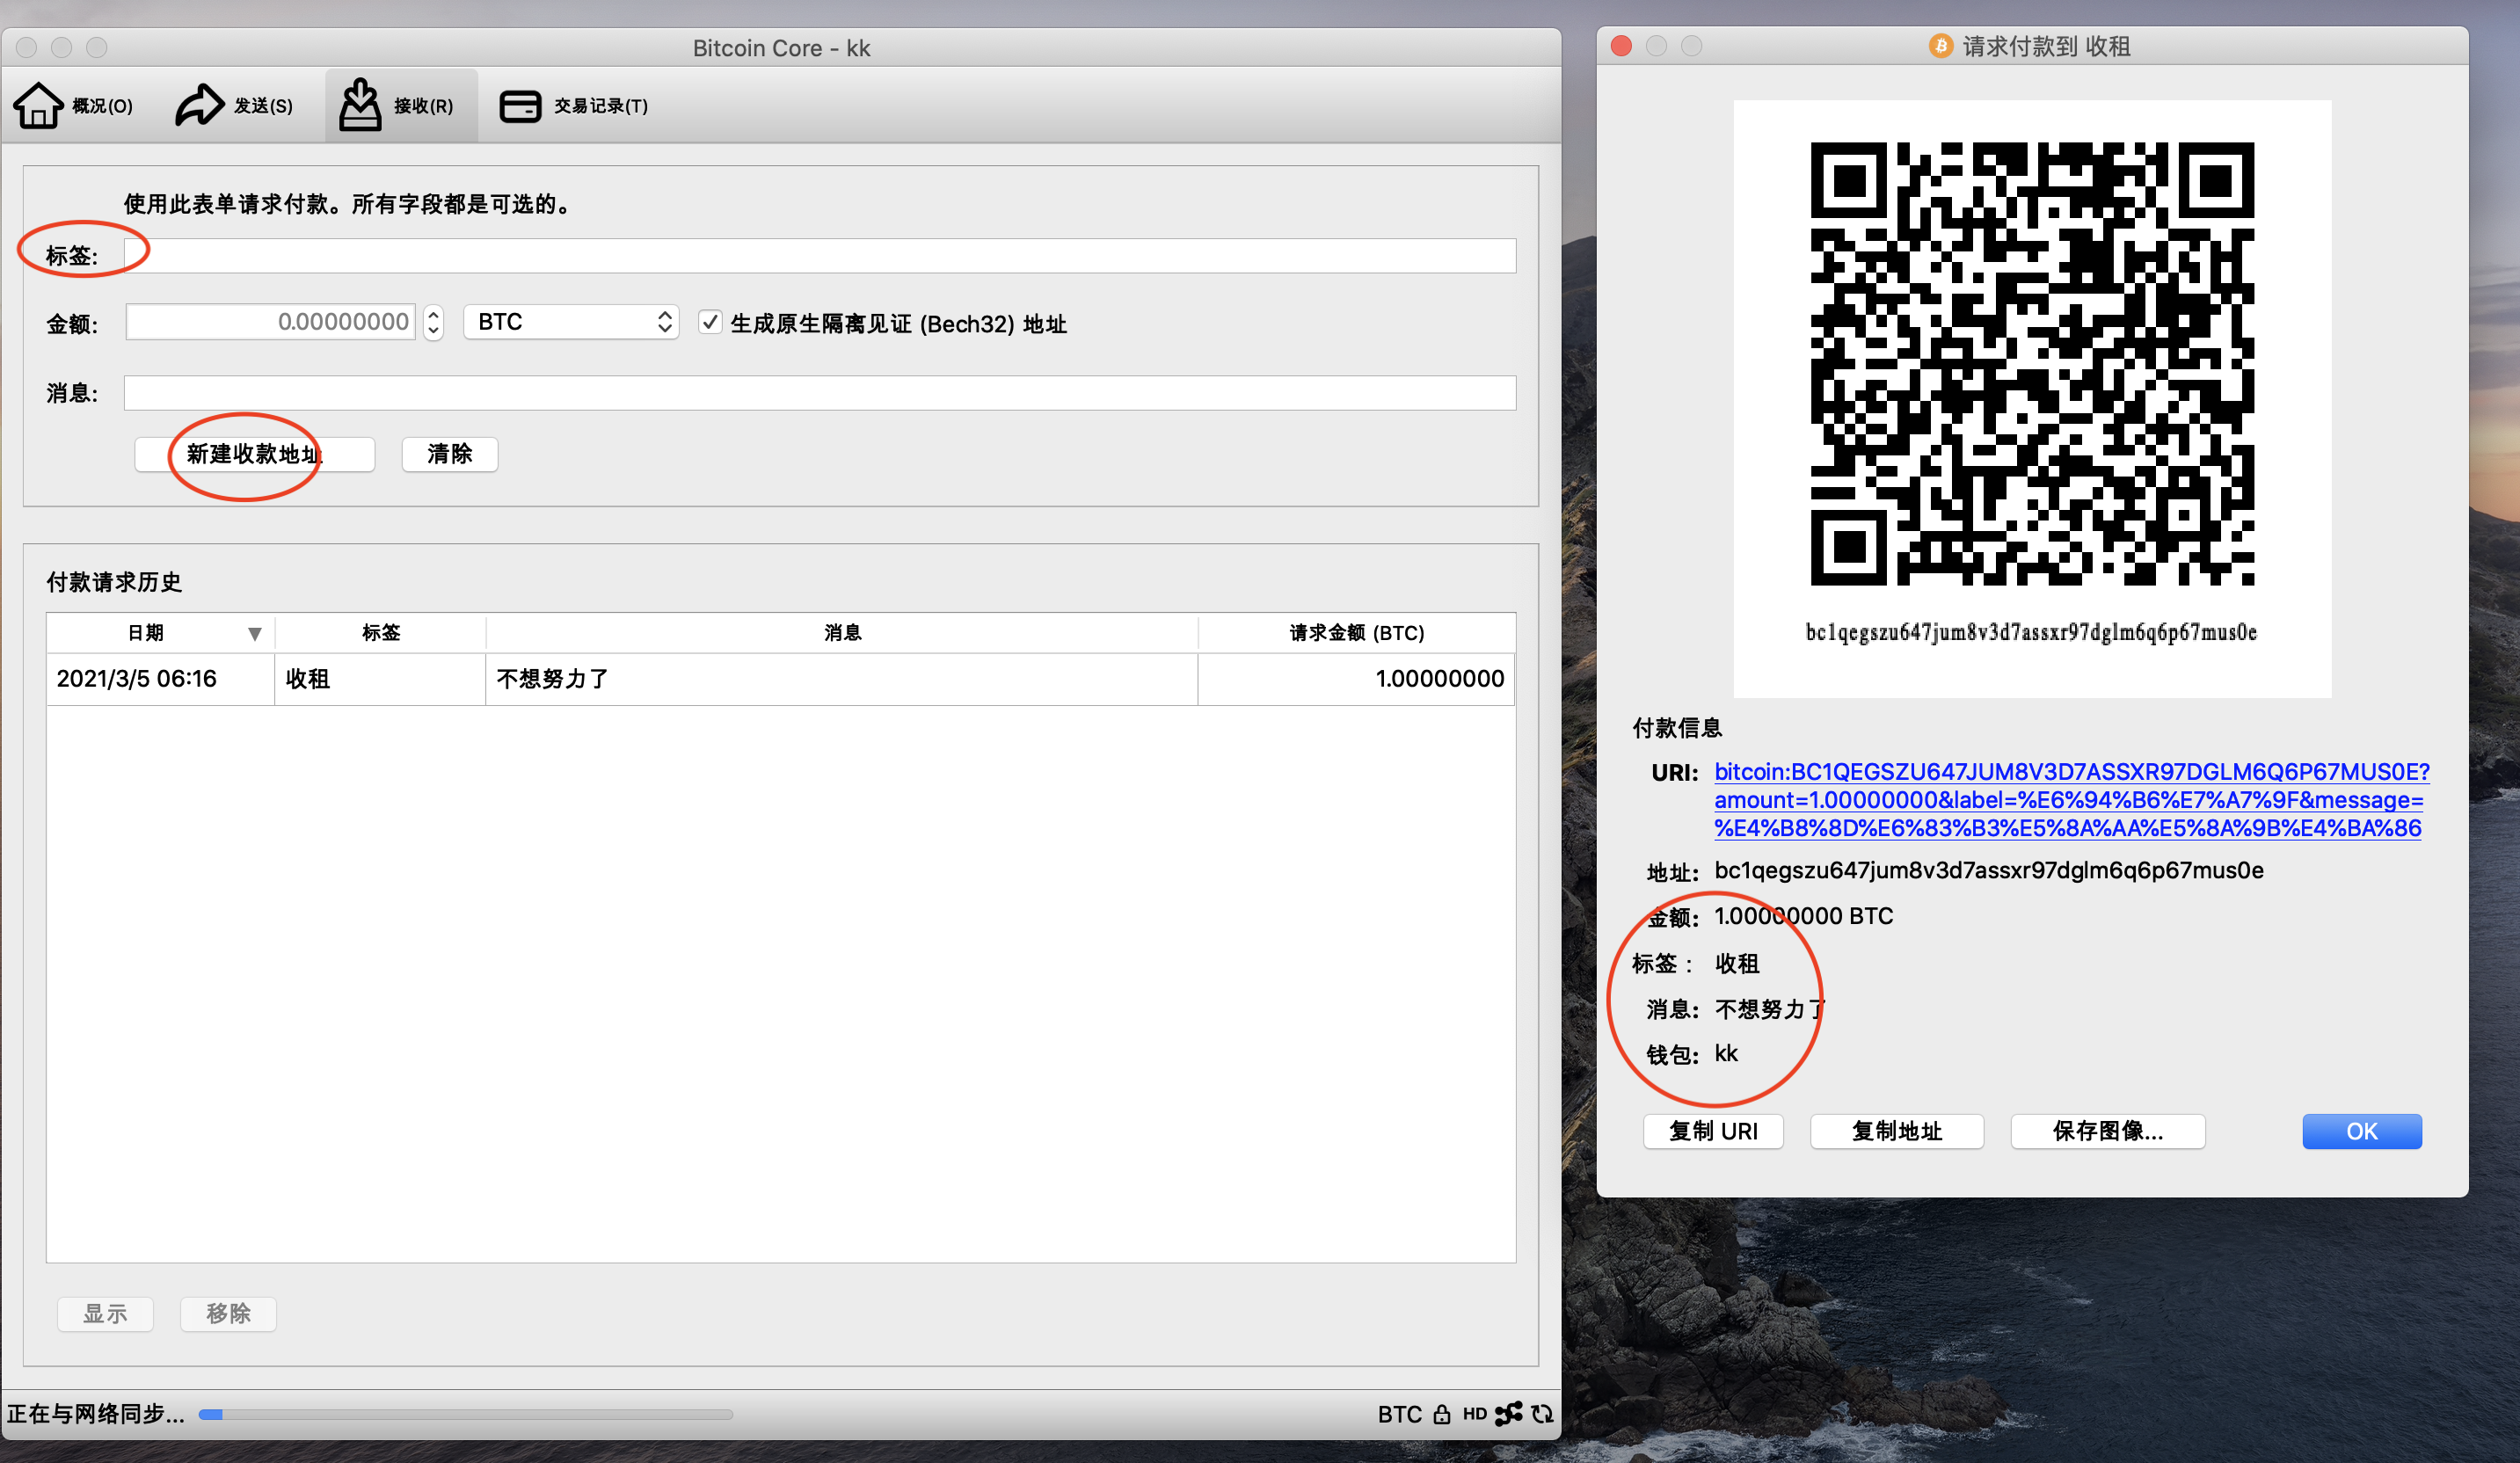 Bitcoin Core - kk
概况(O)
发送(S)
接收(R)
交易记录(T)
使用此表单请求付款。所有字段都是可选的。
标签:
金额:
0.00000000
BTC
生成原生隔离见证 (Bech32) 地址
消息:
新建收款地址
清除
付款请求历史
日期 标签 消息 请求金额 (BTC)
2021/3/5 06:16 收租 不想努力了 1.00000000
显示
移除
正在与网络同步...
BTC
HD
请求付款到 收租
bc1qegszu647jum8v3d7assxr97dglm6q6p67mus0e
付款信息
URI: bitcoin:BC1QEGSZU647JUM8V3D7ASSXR97DGLM6Q6P67MUS0E?
amount=1.00000000&label=%E6%94%B6%E7%A7%9F&message=
%E4%B8%8D%E6%83%B3%E5%8A%AA%E5%8A%9B%E4%BA%86
地址: bc1qegszu647jum8v3d7assxr97dglm6q6p67mus0e
金额: 1.00000000 BTC
标签： 收租
消息: 不想努力了
钱包: kk
复制 URI
复制地址
保存图像...
OK